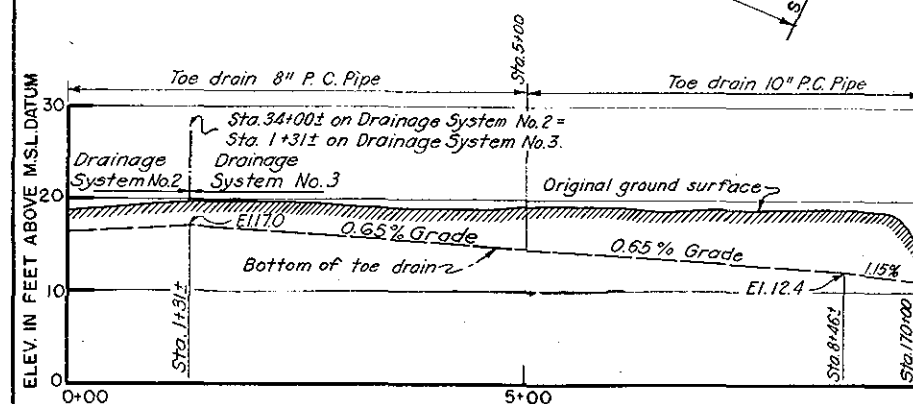 S
Sta.5+00
Toe drain 8" P. C. Pipe
Toe drain 10" P.C. Pipe
ELEV. IN FEET ABOVE M.S.L. DATUM
30
Sta. 34+00± on Drainage System No. 2 =
Sta. 1+31± on Drainage System No. 3.
Drainage
System No. 2
Drainage
System No. 3
Original ground surface
20
El. 17.0
0.65% Grade
0.65% Grade
Bottom of toe drain
1.15%
El. 12.4
10
Sta. 1+31±
Sta. 8+46±
Sta. 170+00
0
0+00
5+00